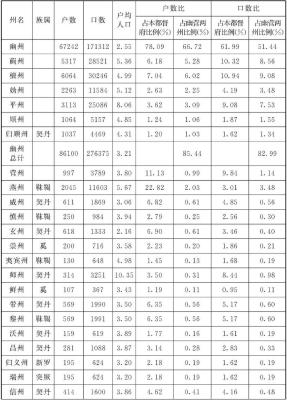 州名 族属 户数 口数 户均人口 户数比 口数比
占本都督府比例(%) 占幽营两州比例(%) 占本都督府比例(%) 占幽营两州比例(%)
幽州 67242 171312 2.55 78.09 66.72 61.99 51.44
蓟州 5317 28521 5.36 6.18 5.28 10.32 8.56
檀州 6064 30246 4.99 7.04 6.02 10.94 9.08
妫州 2263 11584 5.12 2.63 2.25 4.19 3.48
平州 3113 25086 8.06 3.62 3.09 9.08 7.53
顺州 1064 5157 4.85 1.24 1.06 1.87 1.55
归顺州 契丹 1037 4469 4.31 1.20 1.03 1.62 1.34
幽州总计 86100 276375 3.21 85.44 82.99
营州 997 3789 3.80 11.13 0.99 9.84 1.14
燕州 靺鞨 2045 11603 5.67 22.82 2.03 3.01 3.48
威州 契丹 611 1869 3.06 6.82 0.61 4.85 0.56
慎州 靺鞨 250 984 3.94 2.79 0.25 2.56 0.30
玄州 契丹 618 1333 2.16 6.90 0.61 3.46 0.40
崇州 奚 200 716 3.58 2.23 0.20 1.86 0.21
夷宾州 靺鞨 130 648 4.98 1.45 0.13 1.68 0.19
师州 契丹 314 3251 10.35 3.50 0.31 8.44 0.98
鲜州 奚 107 367 3.43 1.19 0.11 0.95 0.11
带州 契丹 569 1990 3.50 6.35 0.56 5.17 0.60
黎州 靺鞨 569 1991 3.50 6.35 0.56 5.17 0.60
沃州 契丹 159 619 3.89 1.77 0.16 1.61 0.19
昌州 契丹 281 1088 3.87 3.14 0.28 2.83 0.33
归义州 新罗 195 624 3.20 2.18 0.19 1.62 0.19
瑞州 突厥 195 624 3.20 2.18 0.19 1.62 0.19
信州 契丹 414 1600 3.86 4.62 0.41 4.16 0.48